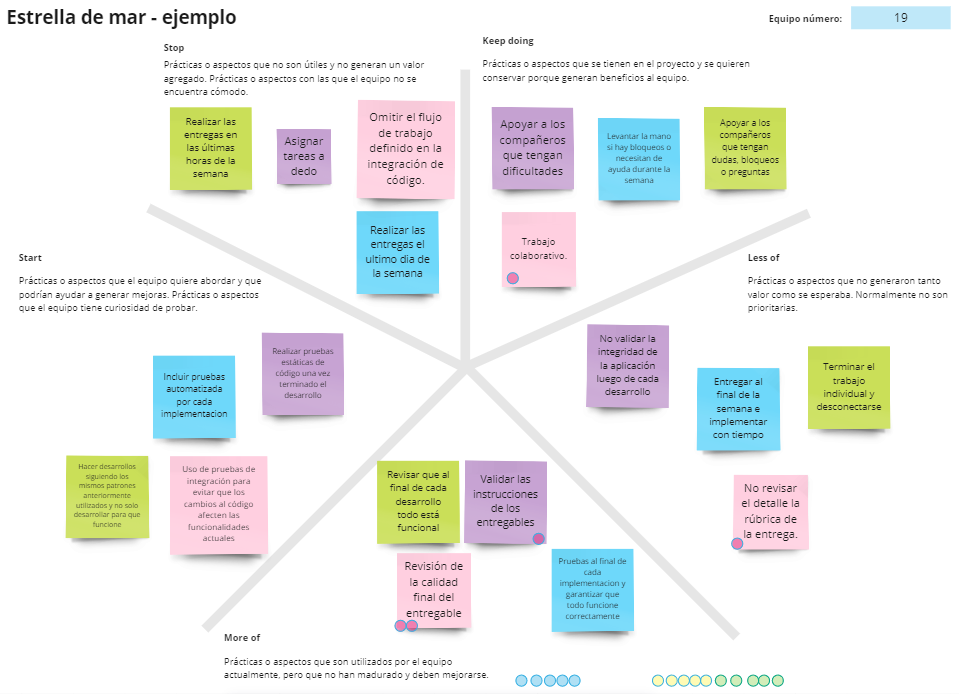 Estrella de mar - ejemplo
Equipo número:
19
Stop
Prácticas o aspectos que no son útiles y no generan un valor
agregado. Prácticas o aspectos con las que el equipo no se
encuentra cómodo.
Realizar las
entregas en
las últimas
horas de la
semana
Asignar
tareas a
dedo
Omitir el flujo
de trabajo
definido en la
integración de
código.
Realizar las
entregas el
ultimo dia de
la semana
Keep doing
Prácticas o aspectos que se tienen en el proyecto y se quieren
conservar porque generan beneficios al equipo.
Apoyar a los
compañeros
que tengan
dificultades
Levantar la mano
si hay bloqueos o
necesitan de
ayuda durante la
semana
Apoyar a los
compañeros
que tengan
dudas, bloqueos
o preguntas
Trabajo
colaborativo.
Start
Prácticas o aspectos que el equipo quiere abordar y que
podrían ayudar a generar mejoras. Prácticas o aspectos
que el equipo tiene curiosidad de probar.
Incluir pruebas
automatizada
por cada
implementacion
Realizar pruebas
estáticas de
código una vez
terminado el
desarrollo
Hacer desarrollos
siguiendo los
mismos patrones
anteriormente
utilizados y no solo
desarrollar para que
funcione
Uso de pruebas de
integración para
evitar que los
cambios al código
afecten las
funcionalidades
actuales
Less of
Prácticas o aspectos que no generaron tanto
valor como se esperaba. Normalmente no son
prioritarias.
No validar la
integridad de
la aplicación
luego de cada
desarrollo
Entregar al
final de la
semana e
implementar
con tiempo
Terminar el
trabajo
individual y
desconectarse
No revisar
el detalle la
rúbrica de
la entrega.
Revisar que al
final de cada
desarrollo
todo está
funcional
Validar las
instrucciones
de los
entregables
Revisión de
la calidad
final del
entregable
Pruebas al final de
cada
implementacion y
garantizar que
todo funcione
correctamente
More of
Prácticas o aspectos que son utilizados por el equipo
actualmente, pero que no han madurado y deben mejorarse.